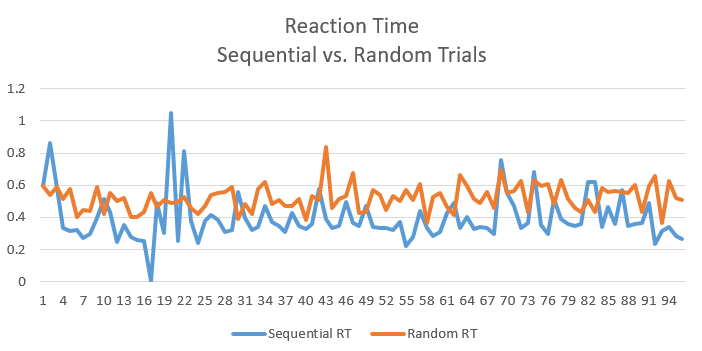 Reaction Time
Sequential vs. Random Trials
1.2
1
0.8
0.6
0.4
0.2
0
1 4 7 10 13 16 19 22 25 28 31 34 37 40 43 46 49 52 55 58 61 64 67 70 73 76 79 82 85 88 91 94
Sequential RT Random RT